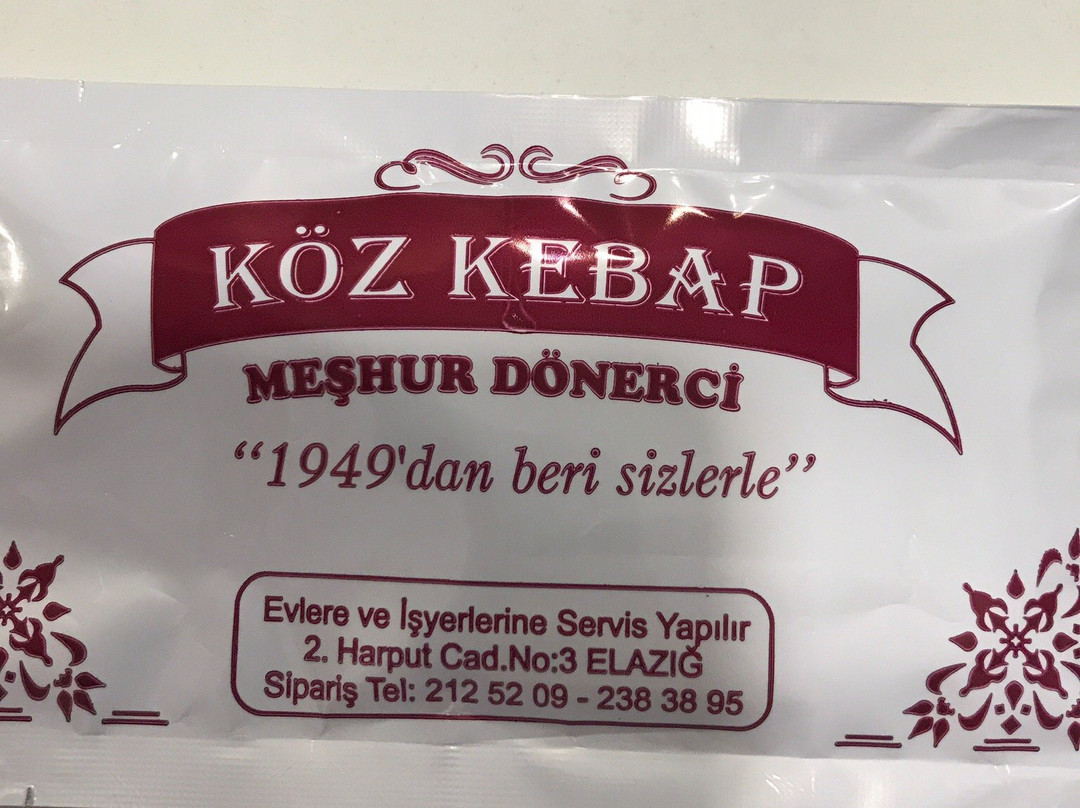 KÖZ KEBAP
MEŞHUR DÖNERCİ
“1949'dan beri sizlerle”
Evlere ve İşyerlerine Servis Yapılır
2. Harput Cad.No:3 ELAZIĞ
Sipariş Tel: 212 52 09 - 238 38 95